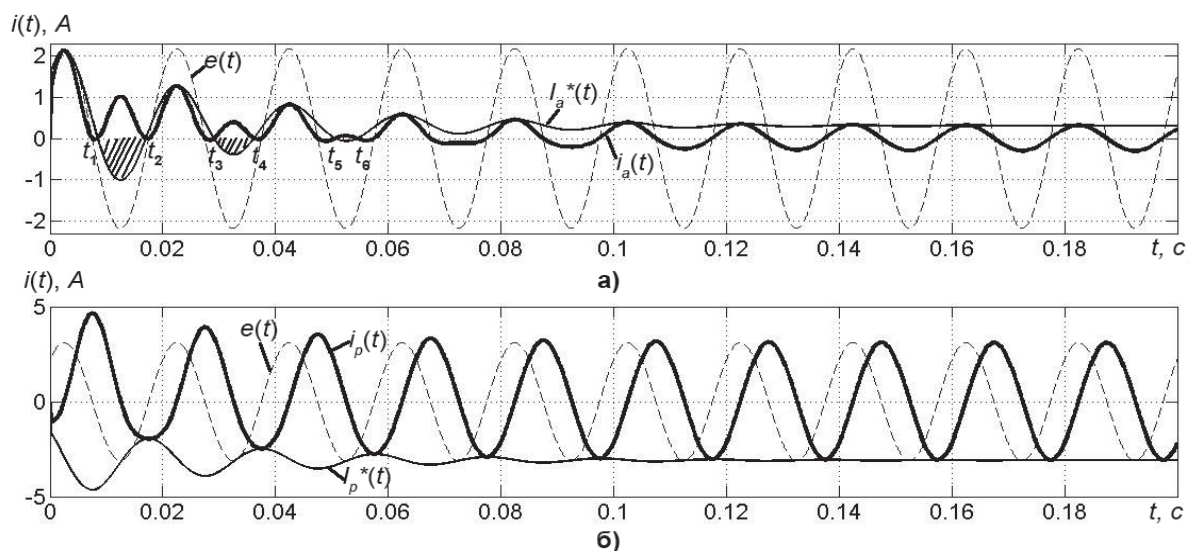 i(t), A
2
1
0
-1
-2
e(t)
I_a*(t)
i_a(t)
t_1 t_2 t_3 t_4 t_5 t_6
0 0.02 0.04 0.06 0.08 0.1 0.12 0.14 0.16 0.18 t, c
а)
i(t), A
5
0
-5
e(t)
i_p(t)
I_p*(t)
0 0.02 0.04 0.06 0.08 0.1 0.12 0.14 0.16 0.18 t, c
б)